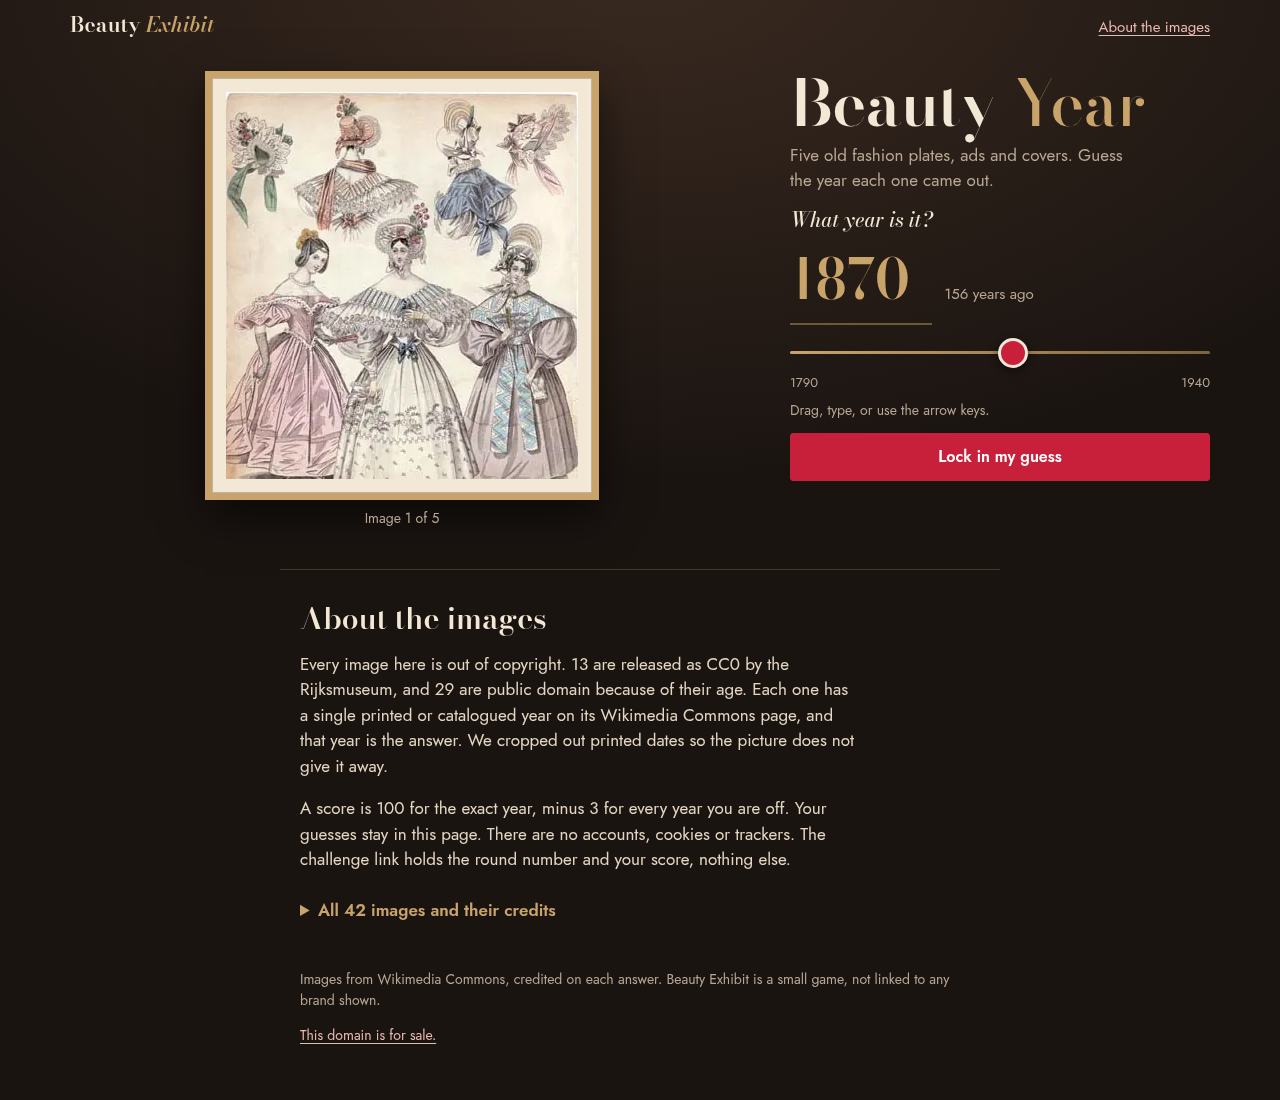 Beauty Exhibit
About the images
Beauty Year
Five old fashion plates, ads and covers. Guess
the year each one came out.
What year is it?
1870
156 years ago
1790
1940
Drag, type, or use the arrow keys.
Lock in my guess
Image 1 of 5
About the images
Every image here is out of copyright. 13 are released as CC0 by the
Rijksmuseum, and 29 are public domain because of their age. Each one has
a single printed or catalogued year on its Wikimedia Commons page, and
that year is the answer. We cropped out printed dates so the picture does not
give it away.
A score is 100 for the exact year, minus 3 for every year you are off. Your
guesses stay in this page. There are no accounts, cookies or trackers. The
challenge link holds the round number and your score, nothing else.
All 42 images and their credits
Images from Wikimedia Commons, credited on each answer. Beauty Exhibit is a small game, not linked to any
brand shown.
This domain is for sale.